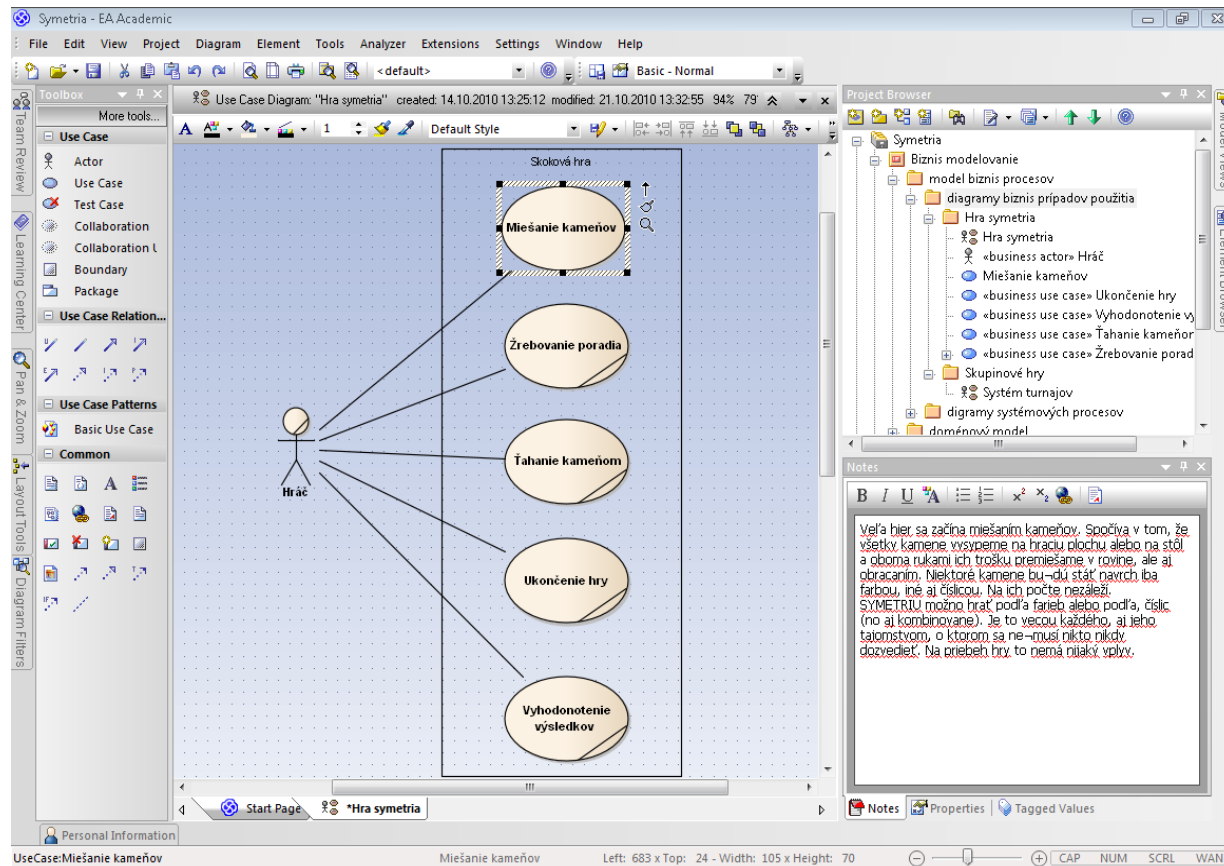 Symetria - EA Academic
File Edit View Project Diagram Element Tools Analyzer Extensions Settings Window Help
<default> Basic - Normal
Toolbox
More tools...
Use Case
Actor
Use Case
Test Case
Collaboration
Collaboration U
Boundary
Package
Use Case Relation...
Use Case Patterns
Basic Use Case
Common
Team Review
Learning Center
Pan & Zoom
Layout Tools
Diagram Filters
Use Case Diagram: "Hra symetria" created: 14.10.2010 13:25:12 modified: 21.10.2010 13:32:55 94% 79
1 Default Style
Skoková hra
Miešanie kameňov
Žrebovanie poradia
Ťahanie kameňom
Hráč
Ukončenie hry
Vyhodonotenie
výsledkov
Start Page *Hra symetria
Project Browser
Symetria
Biznis modelovanie
model biznis procesov
diagramy biznis prípadov použitia
Hra symetria
Hra symetria
«business actor» Hráč
Miešanie kameňov
«business use case» Ukončenie hry
«business use case» Vyhodonotenie vý
«business use case» Ťahanie kameňor
«business use case» Žrebovanie porad
Skupinové hry
Systém turnajov
digramy systémových procesov
doménový model
Notes
B I U A x² x₂
Veľa hier sa začína miešaním kameňov. Spočíva v tom, že
všetky kamene vysypeme na hraciu plochu alebo na stôl
a oboma rukami ich trošku premiešame v rovine, ale aj
obracaním. Niektoré kamene bu¬dú stáť navrch iba
farbou, iné aj číslicou. Na ich počte nezáleží.
SYMETRIU možno hrať podľa farieb alebo podľa, číslic
(no aj kombinovane). Je to vecou každého, aj jeho
tajomstvom, o ktorom sa ne¬musí nikto nikdy
dozvedieť. Na priebeh hry to nemá nijaký vplyv.
Notes Properties Tagged Values
Personal Information
UseCase:Miešanie kameňov Miešanie kameňov Left: 683 x Top: 24 - Width: 105 x Height: 70 CAP NUM SCRL WAN